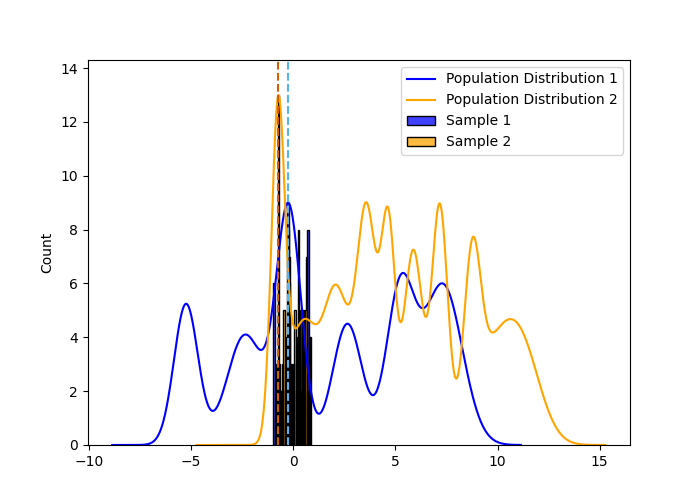 Population Distribution 1
Population Distribution 2
Sample 1
Sample 2
Count
14
12
10
8
6
4
2
0
−10 −5 0 5 10 15